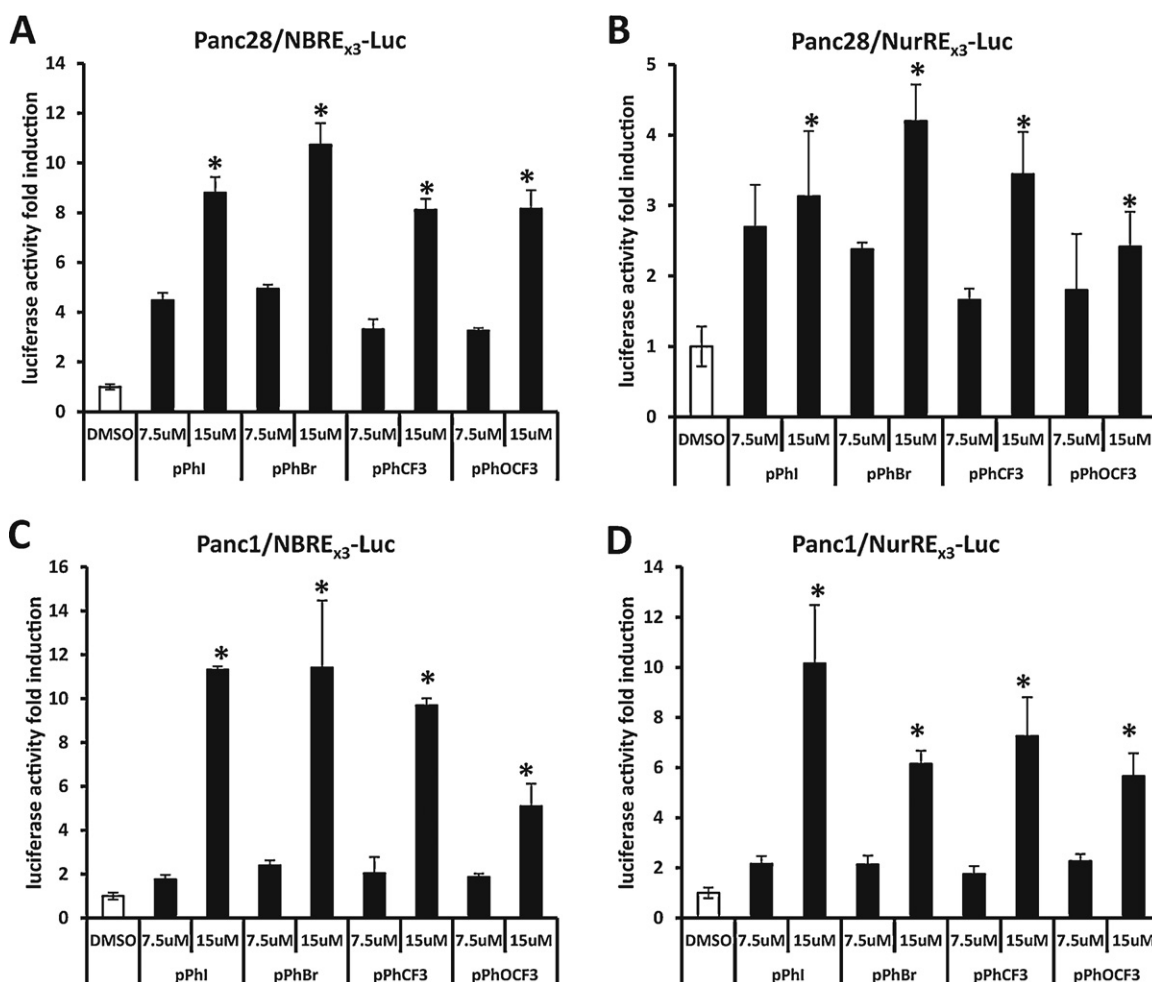 A
Panc28/NBREx3-Luc
luciferase activity fold induction
14
12
10
8
6
4
2
0
*
*
*
*
DMSO 7.5uM 15uM 7.5uM 15uM 7.5uM 15uM 7.5uM 15uM
pPhI pPhBr pPhCF3 pPhOCF3
B
Panc28/NurREx3-Luc
luciferase activity fold induction
5
4
3
2
1
0
*
*
*
*
DMSO 7.5uM 15uM 7.5uM 15uM 7.5uM 15uM 7.5uM 15uM
pPhI pPhBr pPhCF3 pPhOCF3
C
Panc1/NBREx3-Luc
luciferase activity fold induction
16
14
12
10
8
6
4
2
0
*
*
*
*
DMSO 7.5uM 15uM 7.5uM 15uM 7.5uM 15uM 7.5uM 15uM
pPhI pPhBr pPhCF3 pPhOCF3
D
Panc1/NurREx3-Luc
luciferase activity fold induction
14
12
10
8
6
4
2
0
*
*
*
*
DMSO 7.5uM 15uM 7.5uM 15uM 7.5uM 15uM 7.5uM 15uM
pPhI pPhBr pPhCF3 pPhOCF3